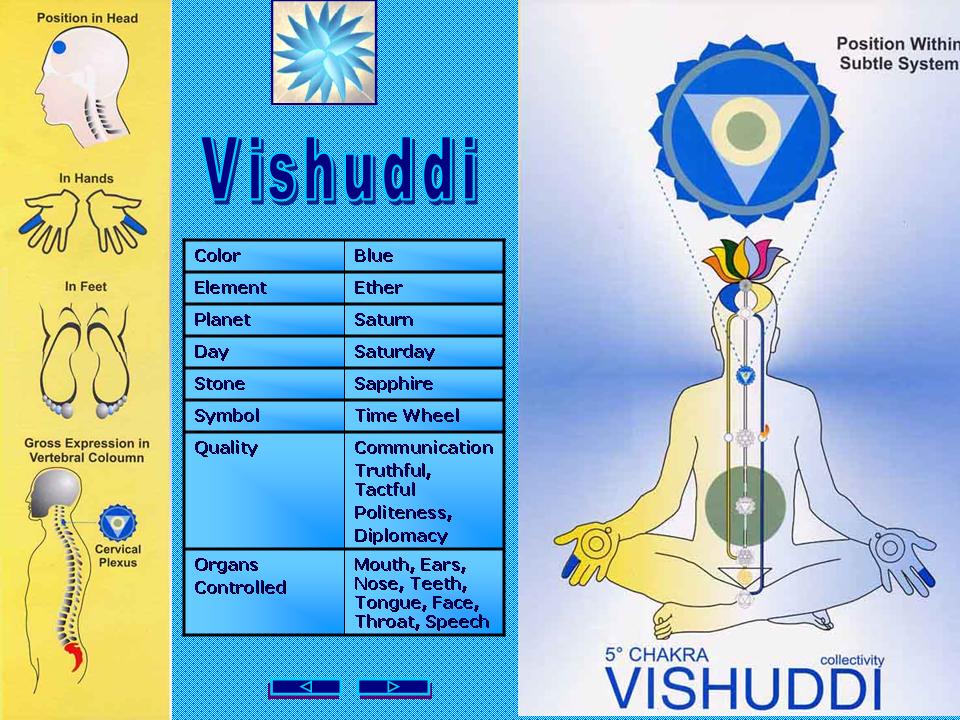 Position in Head
In Hands
In Feet
Gross Expression in
Vertebral Coloumn
Cervical
Plexus
Vishuddi
Color Blue
Element Ether
Planet Saturn
Day Saturday
Stone Sapphire
Symbol Time Wheel
Quality Communication
Truthful,
Tactful
Politeness,
Diplomacy
Organs Mouth, Ears,
Controlled Nose, Teeth,
Tongue, Face,
Throat, Speech
Position Within
Subtle System
5° CHAKRA
collectivity
VISHUDDI